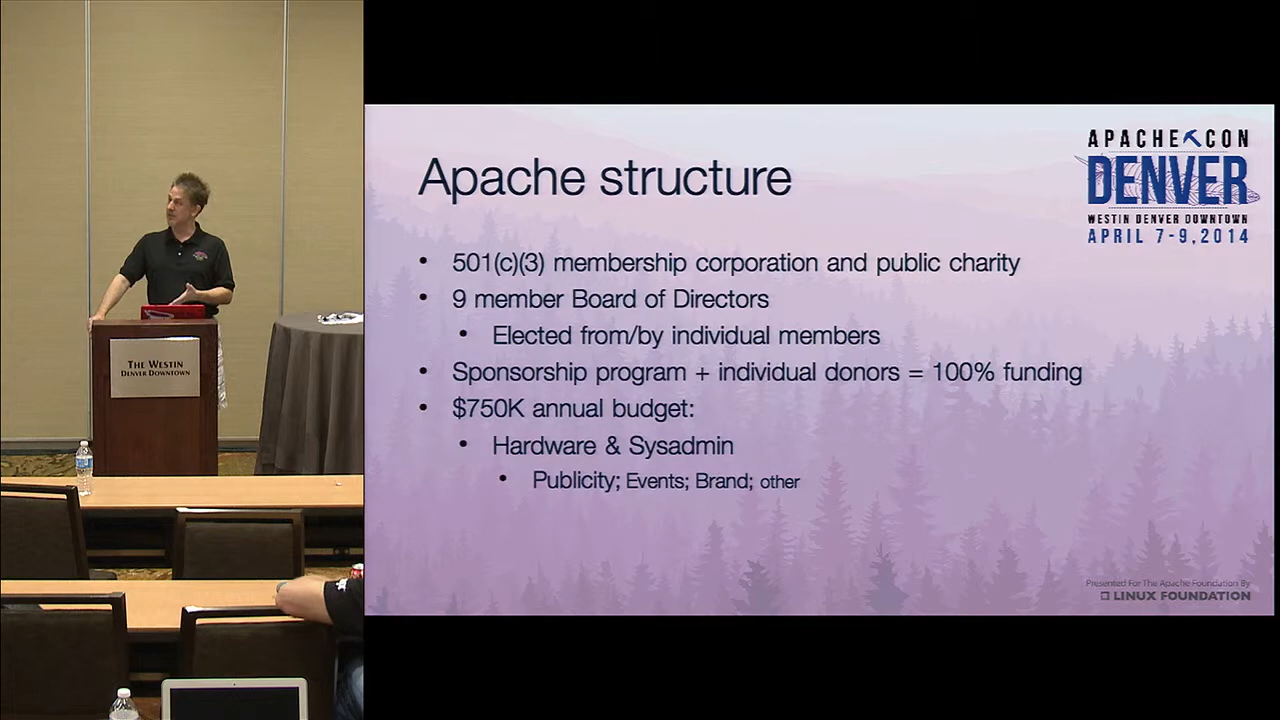 THE WESTIN
DENVER DOWNTOWN
APACHE CON
DENVER
WESTIN DENVER DOWNTOWN
APRIL 7-9, 2014
Apache structure
• 501(c)(3) membership corporation and public charity
• 9 member Board of Directors
• Elected from/by individual members
• Sponsorship program + individual donors = 100% funding
• $750K annual budget:
• Hardware & Sysadmin
• Publicity; Events; Brand; other
Presented For The Apache Foundation By
LINUX FOUNDATION